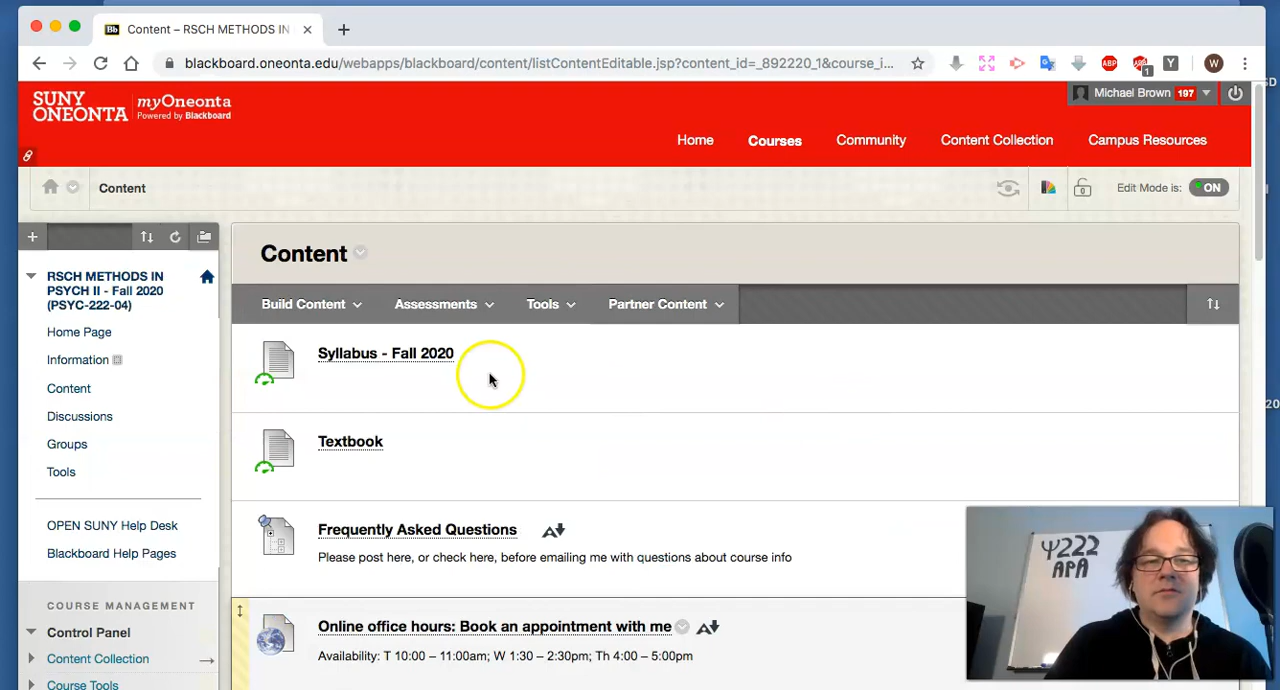 Content – RSCH METHODS IN
blackboard.oneonta.edu/webapps/blackboard/content/listContentEditable.jsp?content_id=_892220_1&course_i...
ABP
1
Y
W
SUNY ONEONTA
myOneonta
Powered by Blackboard
Michael Brown 197
Home Courses Community Content Collection Campus Resources
Content
Edit Mode is: ON
RSCH METHODS IN
PSYCH II - Fall 2020
(PSYC-222-04)
Home Page
Information
Content
Discussions
Groups
Tools
OPEN SUNY Help Desk
Blackboard Help Pages
COURSE MANAGEMENT
Control Panel
Content Collection
Course Tools
Content
Build Content Assessments Tools Partner Content
Syllabus - Fall 2020
Textbook
Frequently Asked Questions
Please post here, or check here, before emailing me with questions about course info
Online office hours: Book an appointment with me
Availability: T 10:00 – 11:00am; W 1:30 – 2:30pm; Th 4:00 – 5:00pm
Ψ222
APA